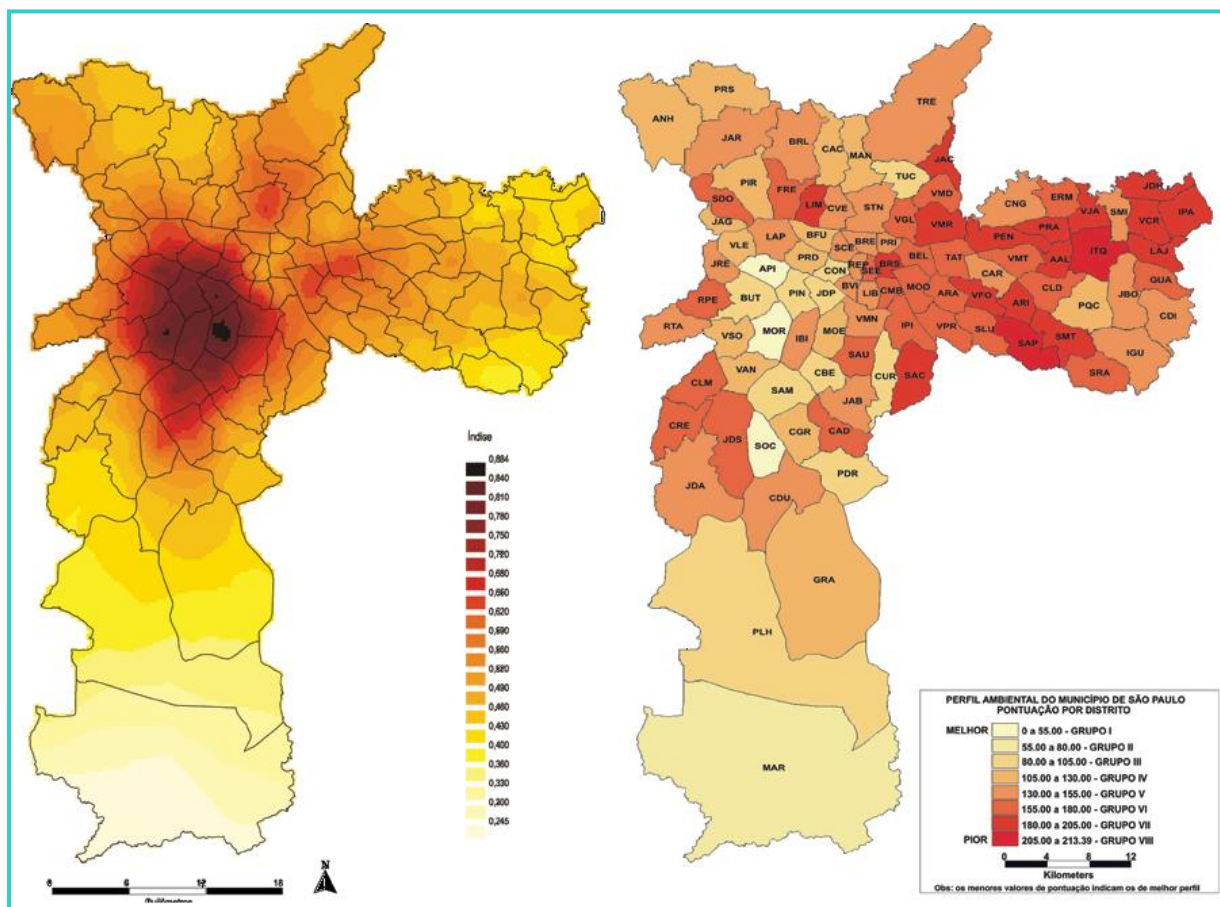 Índise
0,884
0,840
0,810
0,750
0,720
0,680
0,660
0,620
0,590
0,560
0,520
0,490
0,460
0,430
0,400
0,360
0,330
0,300
0,245
N
6
12
18
PRS
TRE
ANH
JAR
BRL
CAC
MAN
JAC
TUC
PIR
FRE
VMD
SDO
LIM
CVE
STN
VGL
VMR
CNG
ERM
VJA
SMI
JDH
VCR
IPA
JAG
VLE
LAP
BFU
BRE
PRI
PEN
PRA
ITQ
LAJ
JRE
PRD
SCE
BRS
BEL
TAT
VMT
AAL
API
CON
REP
SEE
CAR
CLD
GUA
RPE
BUT
PIN
JDP
BVI
LIB
CMB
MOO
ARA
VFO
ARI
PQC
JBO
CDI
RTA
VSO
MOR
IBI
MOE
VMN
IPI
VPR
SLU
SAP
SMT
IGU
VAN
CBE
SAU
CUR
SAC
SRA
CLM
SAM
JAB
CRE
JDS
SOC
CGR
CAD
PDR
JDA
CDU
GRA
PLH
MAR
PERFIL AMBIENTAL DO MUNICÍPIO DE SÃO PAULO
PONTUAÇÃO POR DISTRITO
MELHOR
0 a 55.00 - GRUPO I
55.00 a 80.00 - GRUPO II
80.00 a 105.00 - GRUPO III
105.00 a 130.00 - GRUPO IV
130.00 a 155.00 - GRUPO V
155.00 a 180.00 - GRUPO VI
180.00 a 205.00 - GRUPO VII
PIOR
205.00 a 213.39 - GRUPO VIII
0 4 8 12
Kilometers
Obs: os menores valores de pontuação indicam os de melhor perfil